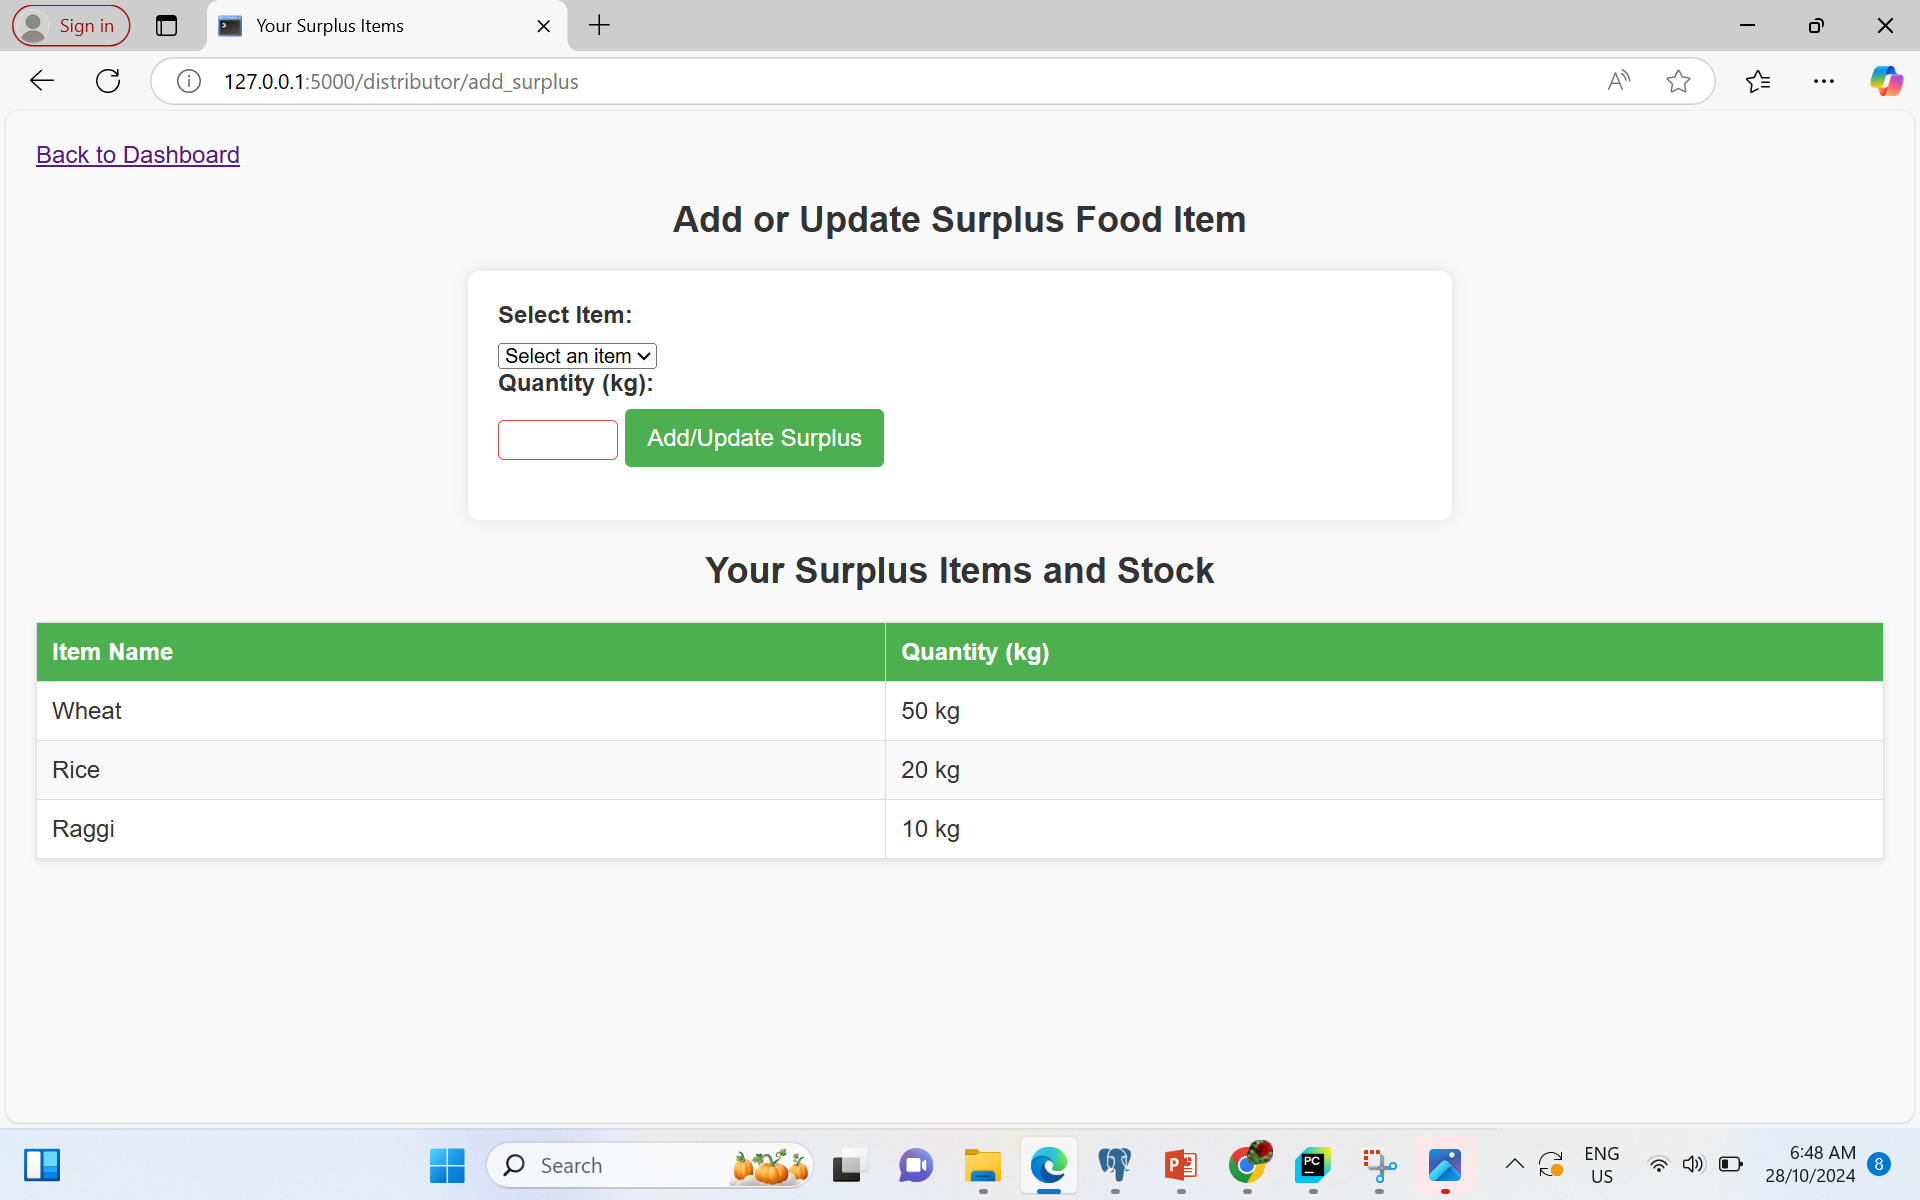 Sign in
Your Surplus Items
127.0.0.1:5000/distributor/add_surplus
Back to Dashboard
Add or Update Surplus Food Item
Select Item:
Select an item
Quantity (kg):
Add/Update Surplus
Your Surplus Items and Stock
Item Name Quantity (kg)
Wheat 50 kg
Rice 20 kg
Raggi 10 kg
Search
PC
ENG
US
6:48 AM
28/10/2024
8